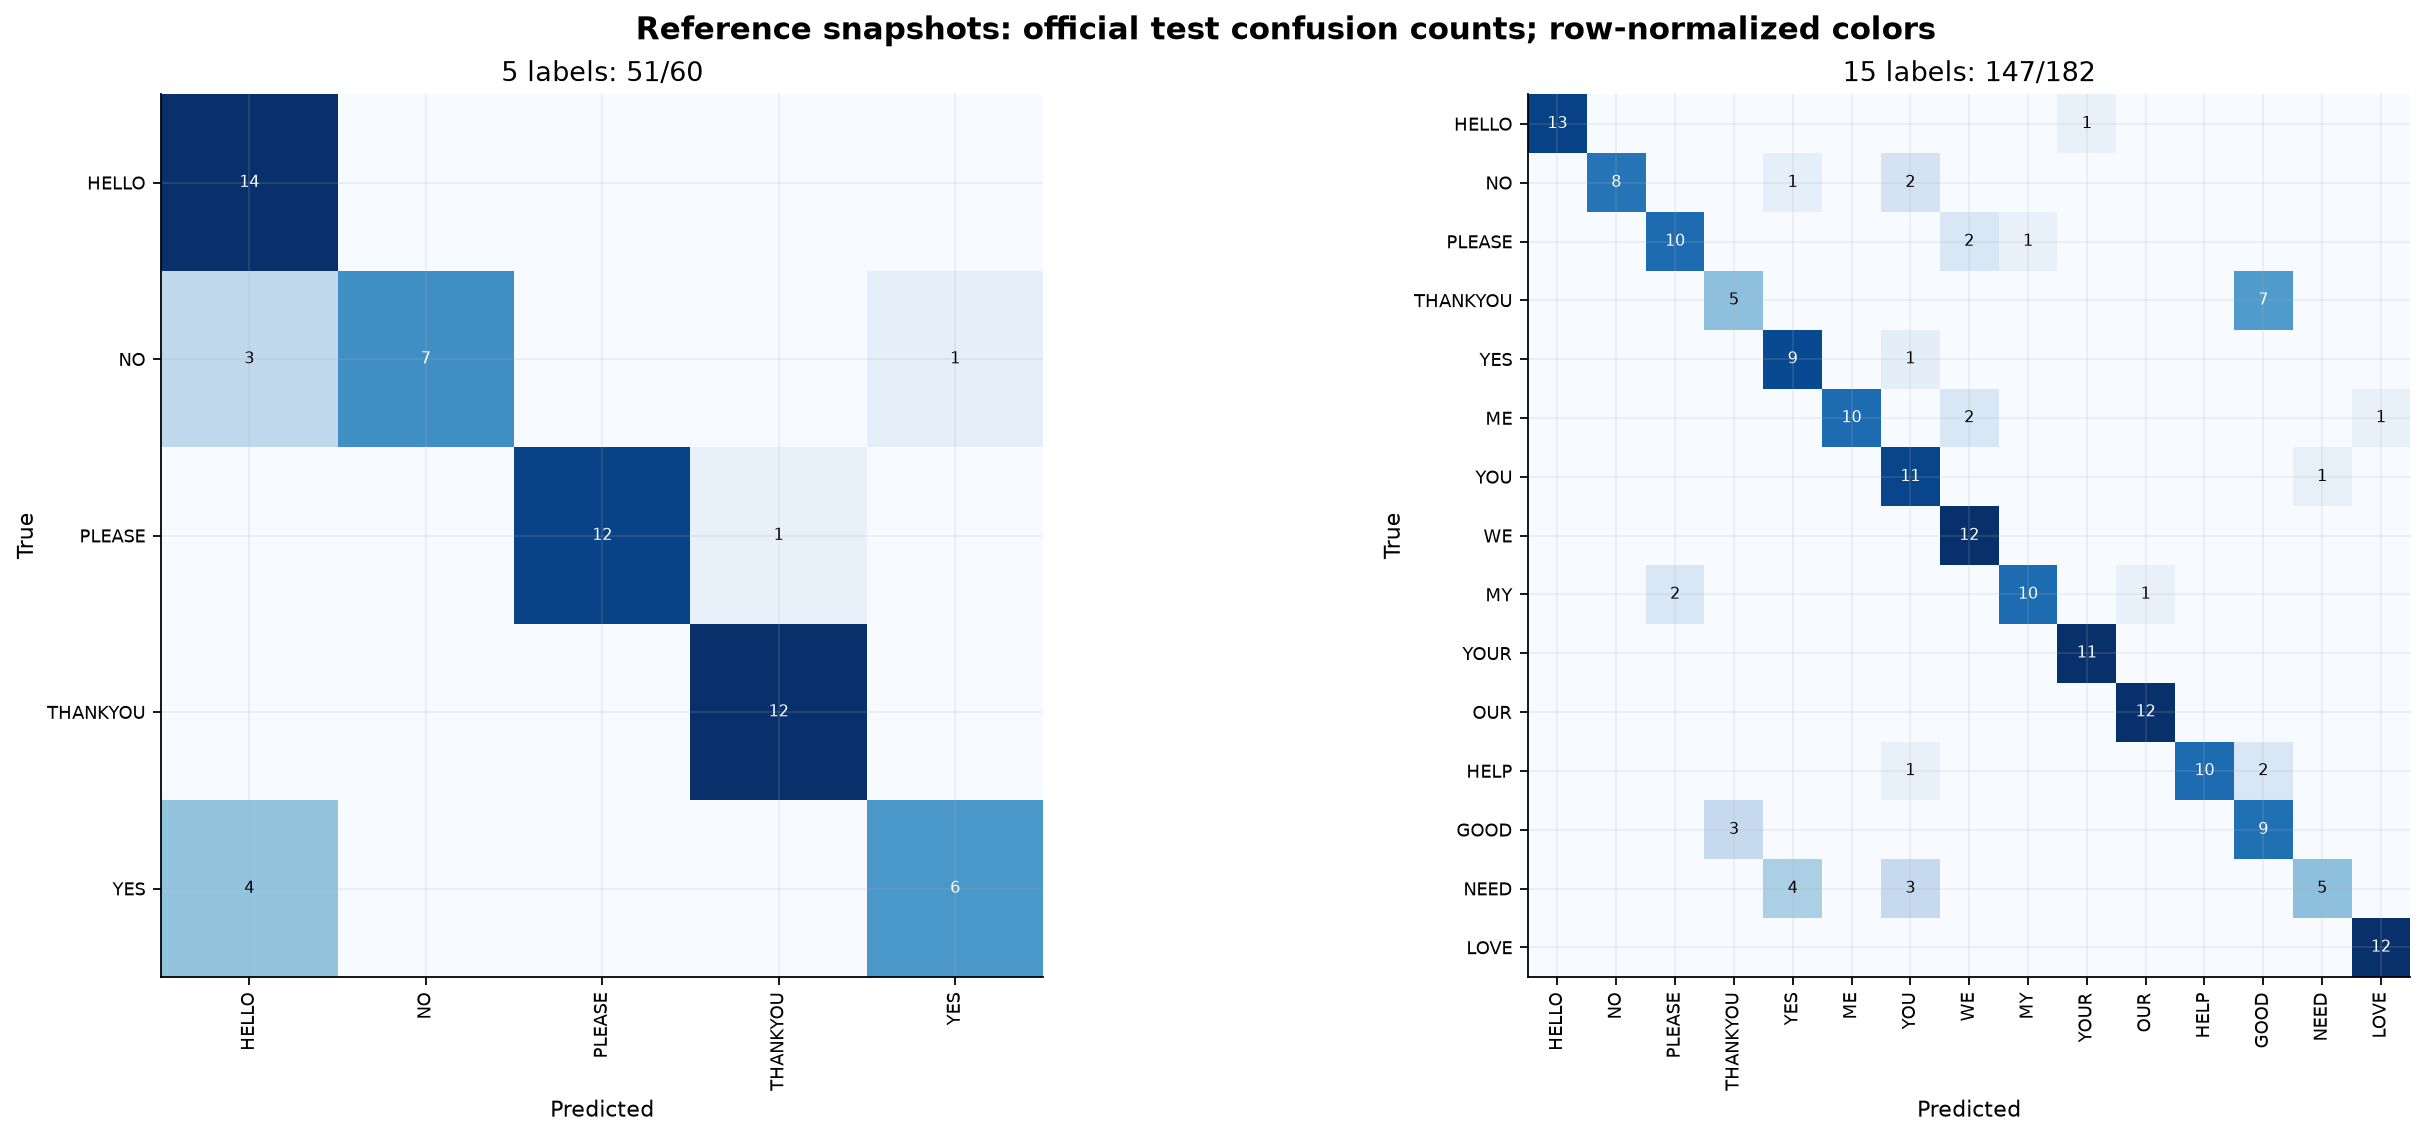 Reference snapshots: official test confusion counts; row-normalized colors
5 labels: 51/60
True
HELLO 14
NO 3 7 1
PLEASE 12 1
THANKYOU 12
YES 4 6
HELLO NO PLEASE THANKYOU YES
Predicted
15 labels: 147/182
True
HELLO 13 1
NO 8 1 2
PLEASE 10 2 1
THANKYOU 5 7
YES 9 1
ME 10 2 1
YOU 11 1
WE 12
MY 2 10 1
YOUR 11
OUR 12
HELP 1 10 2
GOOD 3 9
NEED 4 3 5
LOVE 12
HELLO NO PLEASE THANKYOU YES ME YOU WE MY YOUR OUR HELP GOOD NEED LOVE
Predicted